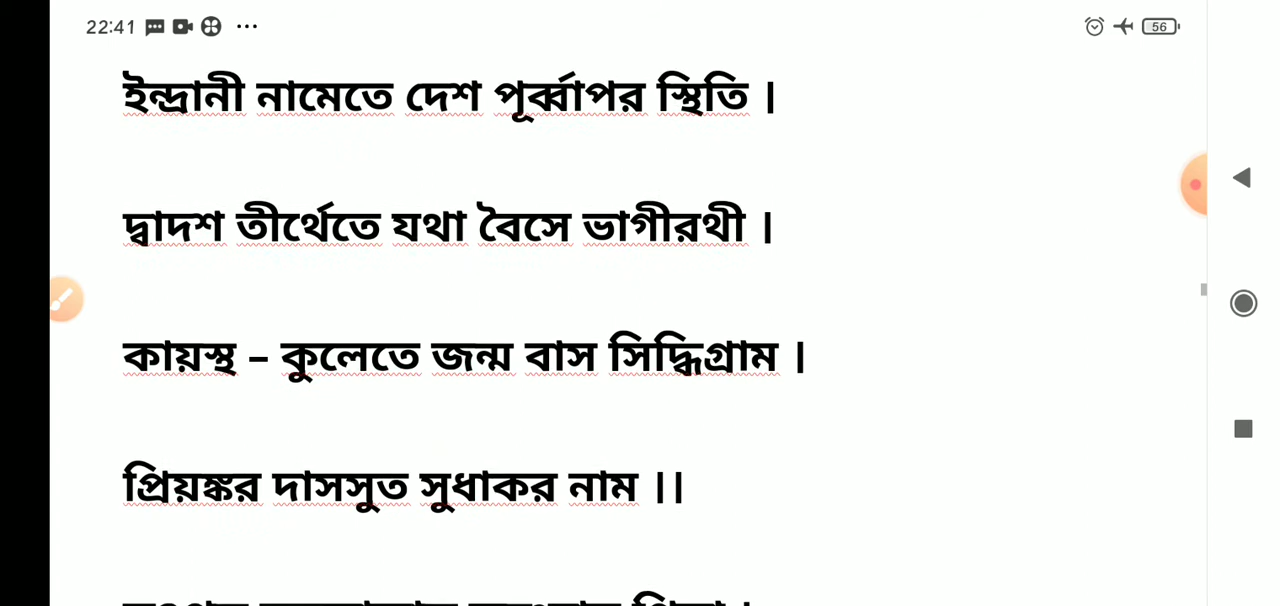 22:41 ...
56
ইন্দ্রানী নামেতে দেশ পূর্ব্বাপর স্থিতি ।
দ্বাদশ তীর্থেতে যথা বৈসে ভাগীরথী ।
কায়স্থ – কুলেতে জন্ম বাস সিদ্ধিগ্রাম ।
প্রিয়ঙ্কর দাসসুত সুধাকর নাম ।।